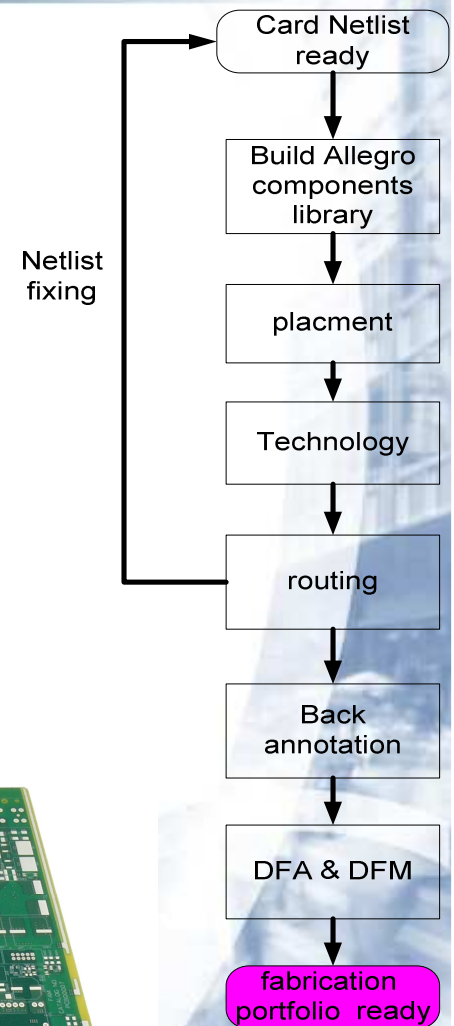 Card Netlist
ready
Build Allegro
components
library
Netlist
fixing
placment
Technology
routing
Back
annotation
DFA & DFM
fabrication
portfolio ready